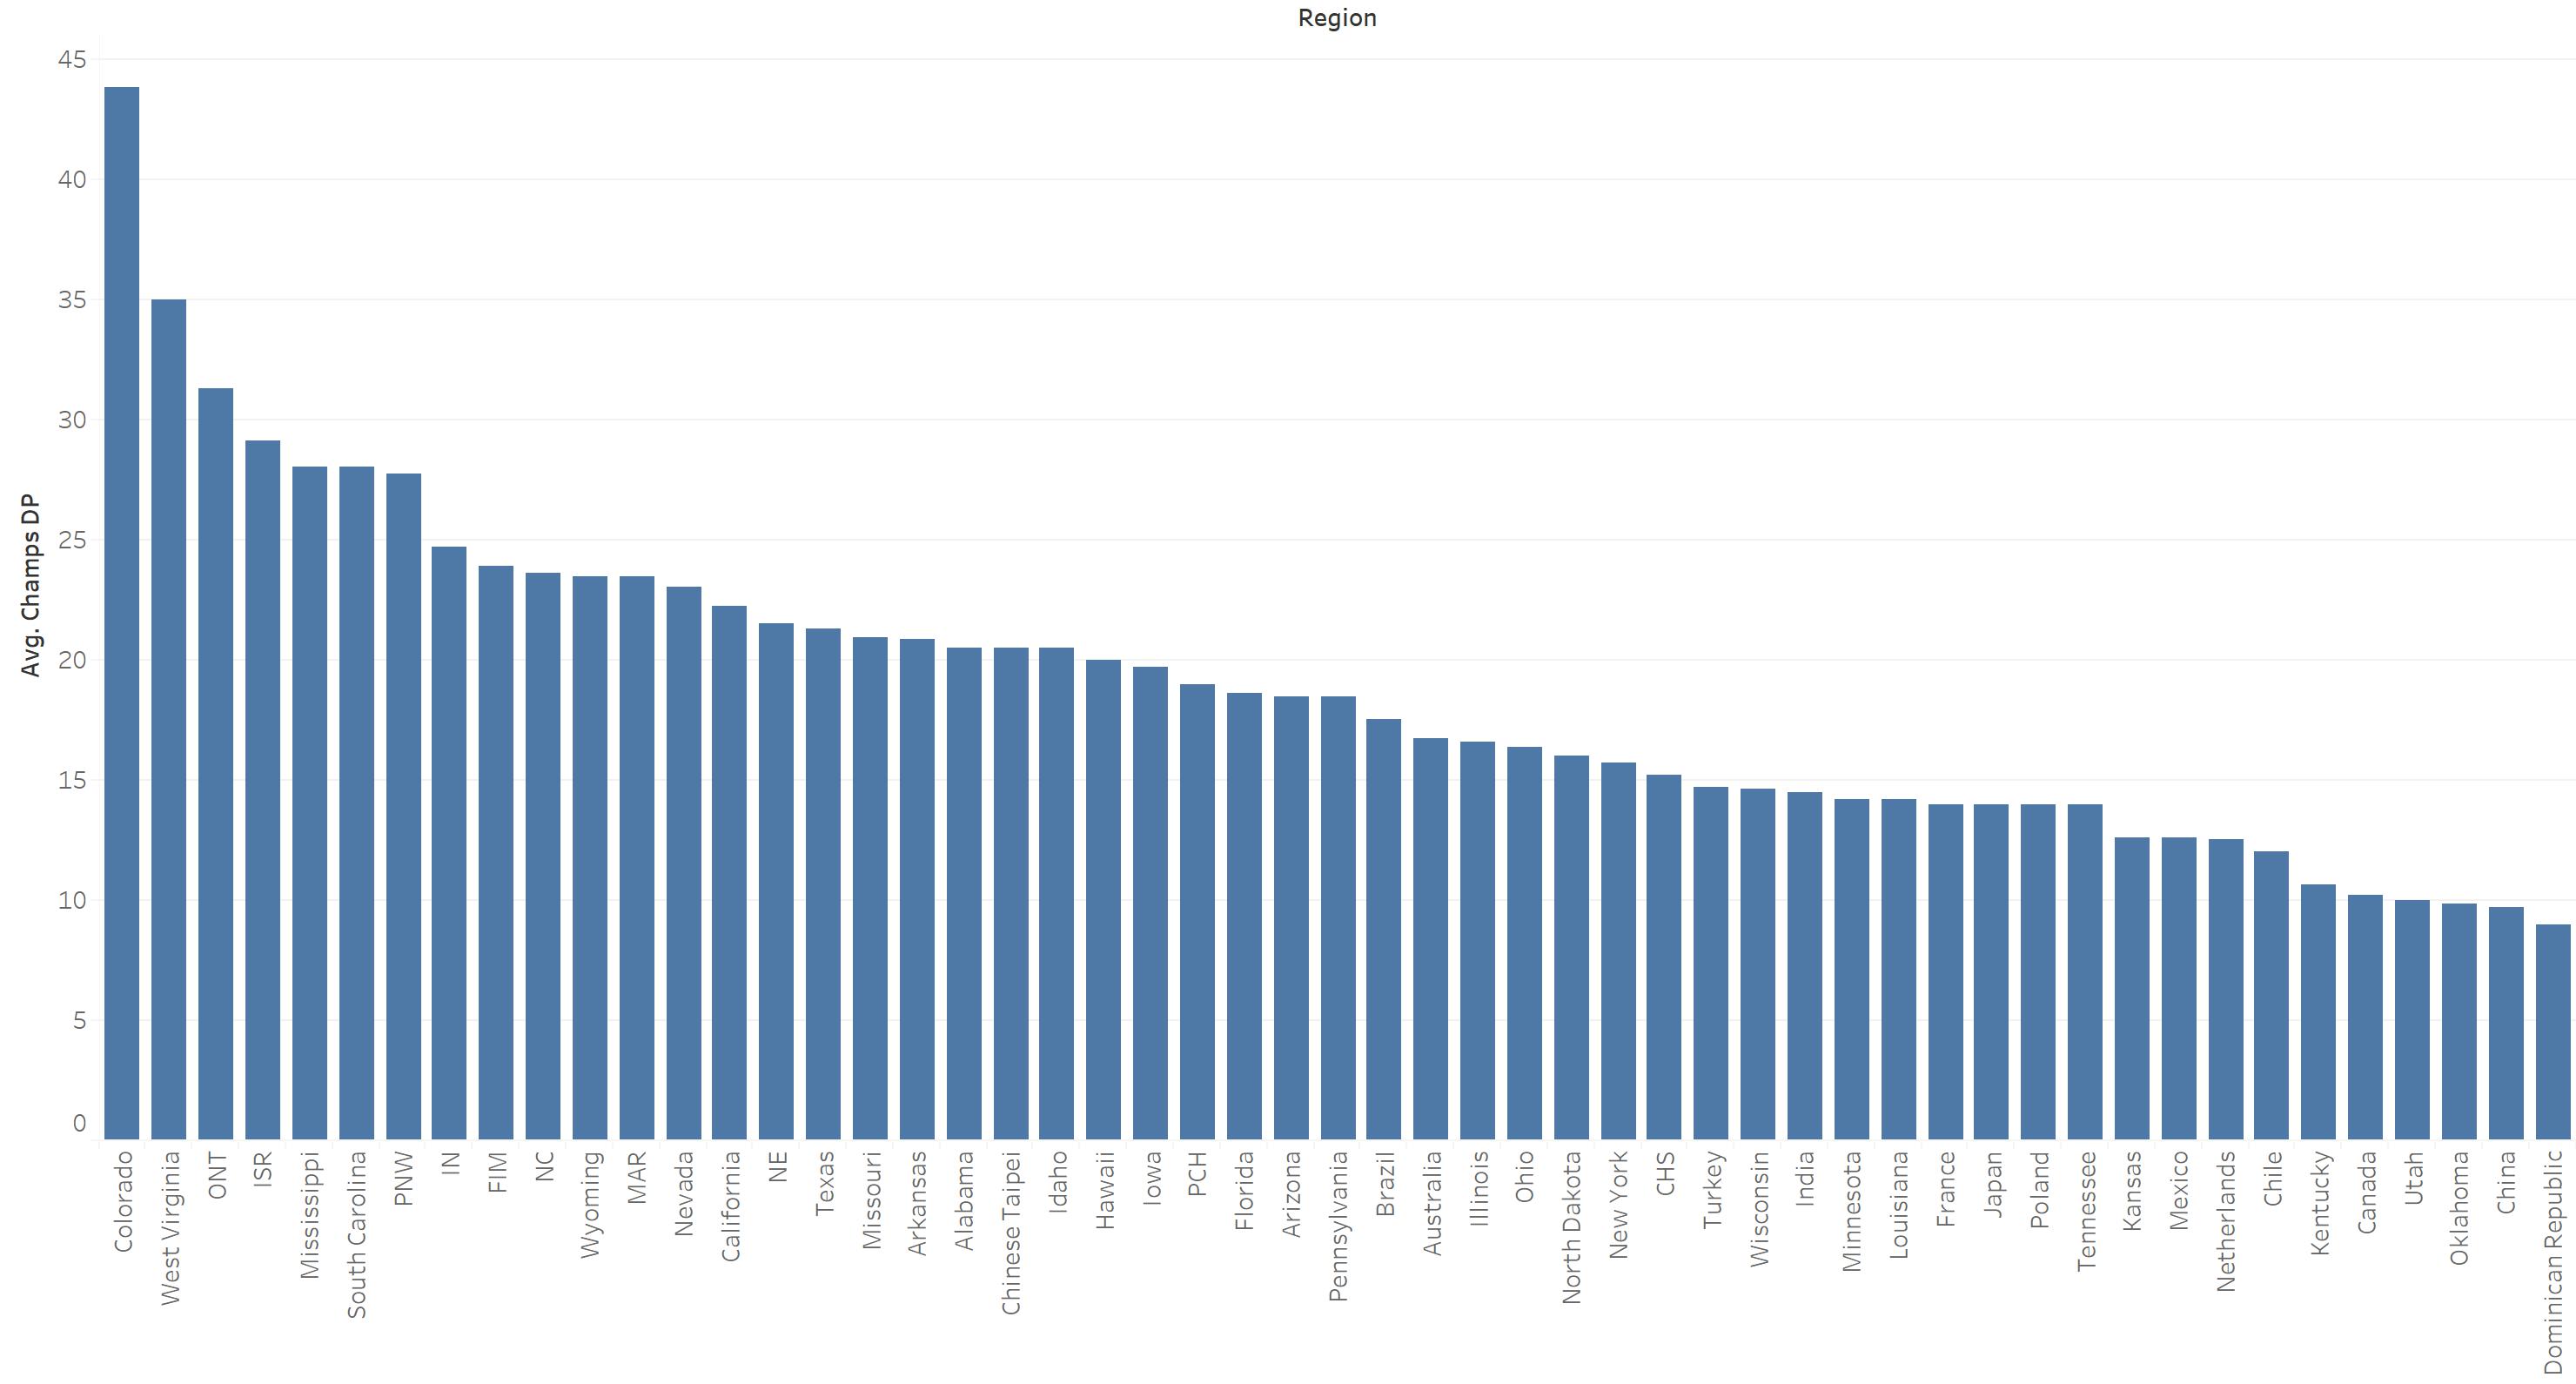 Region
45
40
35
30
25
20
15
10
5
0
Avg. Champs DP
Colorado
West Virginia
ONT
ISR
Mississippi
South Carolina
PNW
IN
FIM
NC
Wyoming
MAR
Nevada
California
NE
Texas
Missouri
Arkansas
Alabama
Chinese Taipei
Idaho
Hawaii
Iowa
PCH
Florida
Arizona
Pennsylvania
Brazil
Australia
Illinois
Ohio
North Dakota
New York
CHS
Turkey
Wisconsin
India
Minnesota
Louisiana
France
Japan
Poland
Tennessee
Kansas
Mexico
Netherlands
Chile
Kentucky
Canada
Utah
Oklahoma
China
Dominican Republic